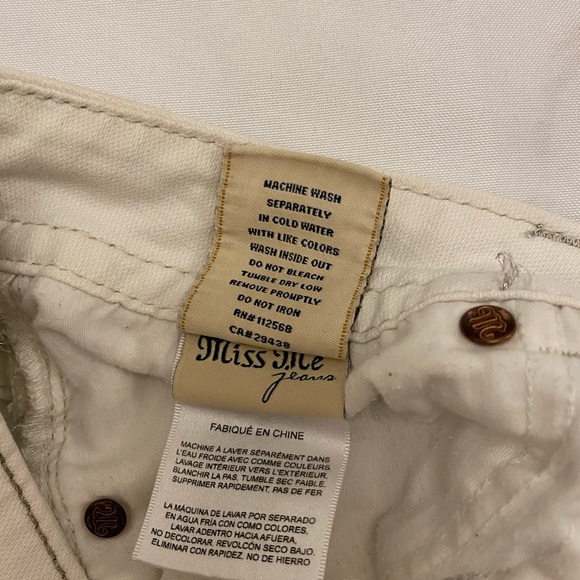 MACHINE WASH
SEPARATELY
IN COLD WATER
WITH LIKE COLORS
WASH INSIDE OUT
DO NOT BLEACH
TUMBLE DRY LOW
REMOVE PROMPTLY
DO NOT IRON
RN#112568
CA#29438
Miss Me
jeans
FABIQUÉ EN CHINE
MACHINE À LAVER SÉPARÉMENT DANS
L'EAU FROIDE AVEC COMME COULEURS
LAVAGE INTÉRIEUR VERS L'EXTÉRIEUR.
BLANCHIR LA PAS, TUMBLE SEC FAIBLE.
SUPPRIMER RAPIDEMENT, PAS DE FER
LA MÁQUINA DE LAVAR POR SEPARADO
EN AGUA FRÍA CON COMO COLORES,
LAVAR ADENTRO HACIA AFUERA,
NO DECOLORAR, REVOLCÓN SECO BAJO.
ELIMINAR CON RAPIDEZ, NO DE HIERRO